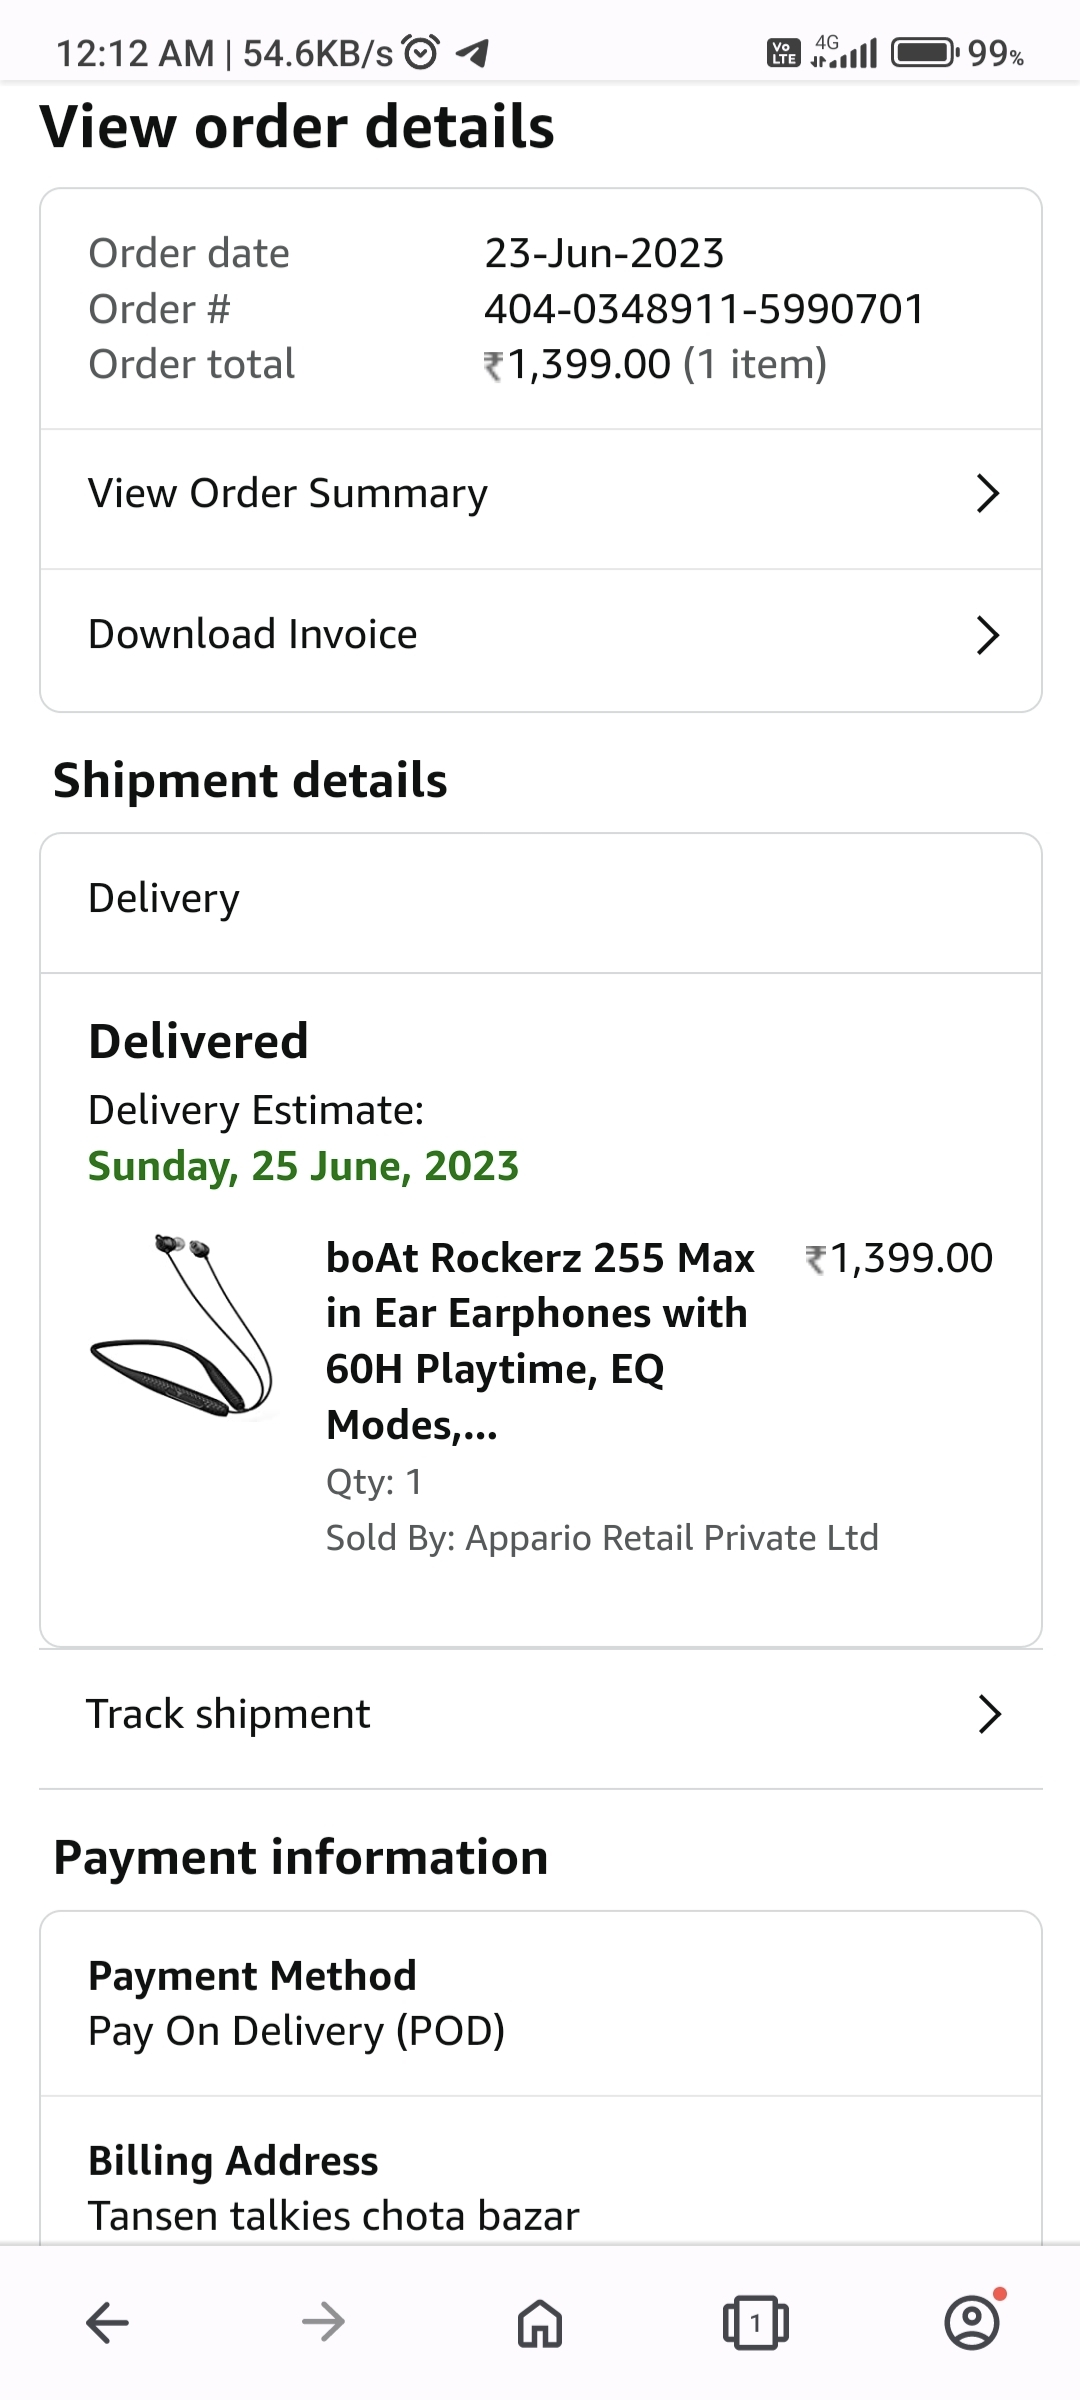 12:12 AM | 54.6KB/s
Vo LTE 4G 99%
View order details
Order date 23-Jun-2023
Order # 404-0348911-5990701
Order total ₹1,399.00 (1 item)
View Order Summary
Download Invoice
Shipment details
Delivery
Delivered
Delivery Estimate:
Sunday, 25 June, 2023
boAt Rockerz 255 Max ₹1,399.00
in Ear Earphones with
60H Playtime, EQ
Modes,...
Qty: 1
Sold By: Appario Retail Private Ltd
Track shipment
Payment information
Payment Method
Pay On Delivery (POD)
Billing Address
Tansen talkies chota bazar
1